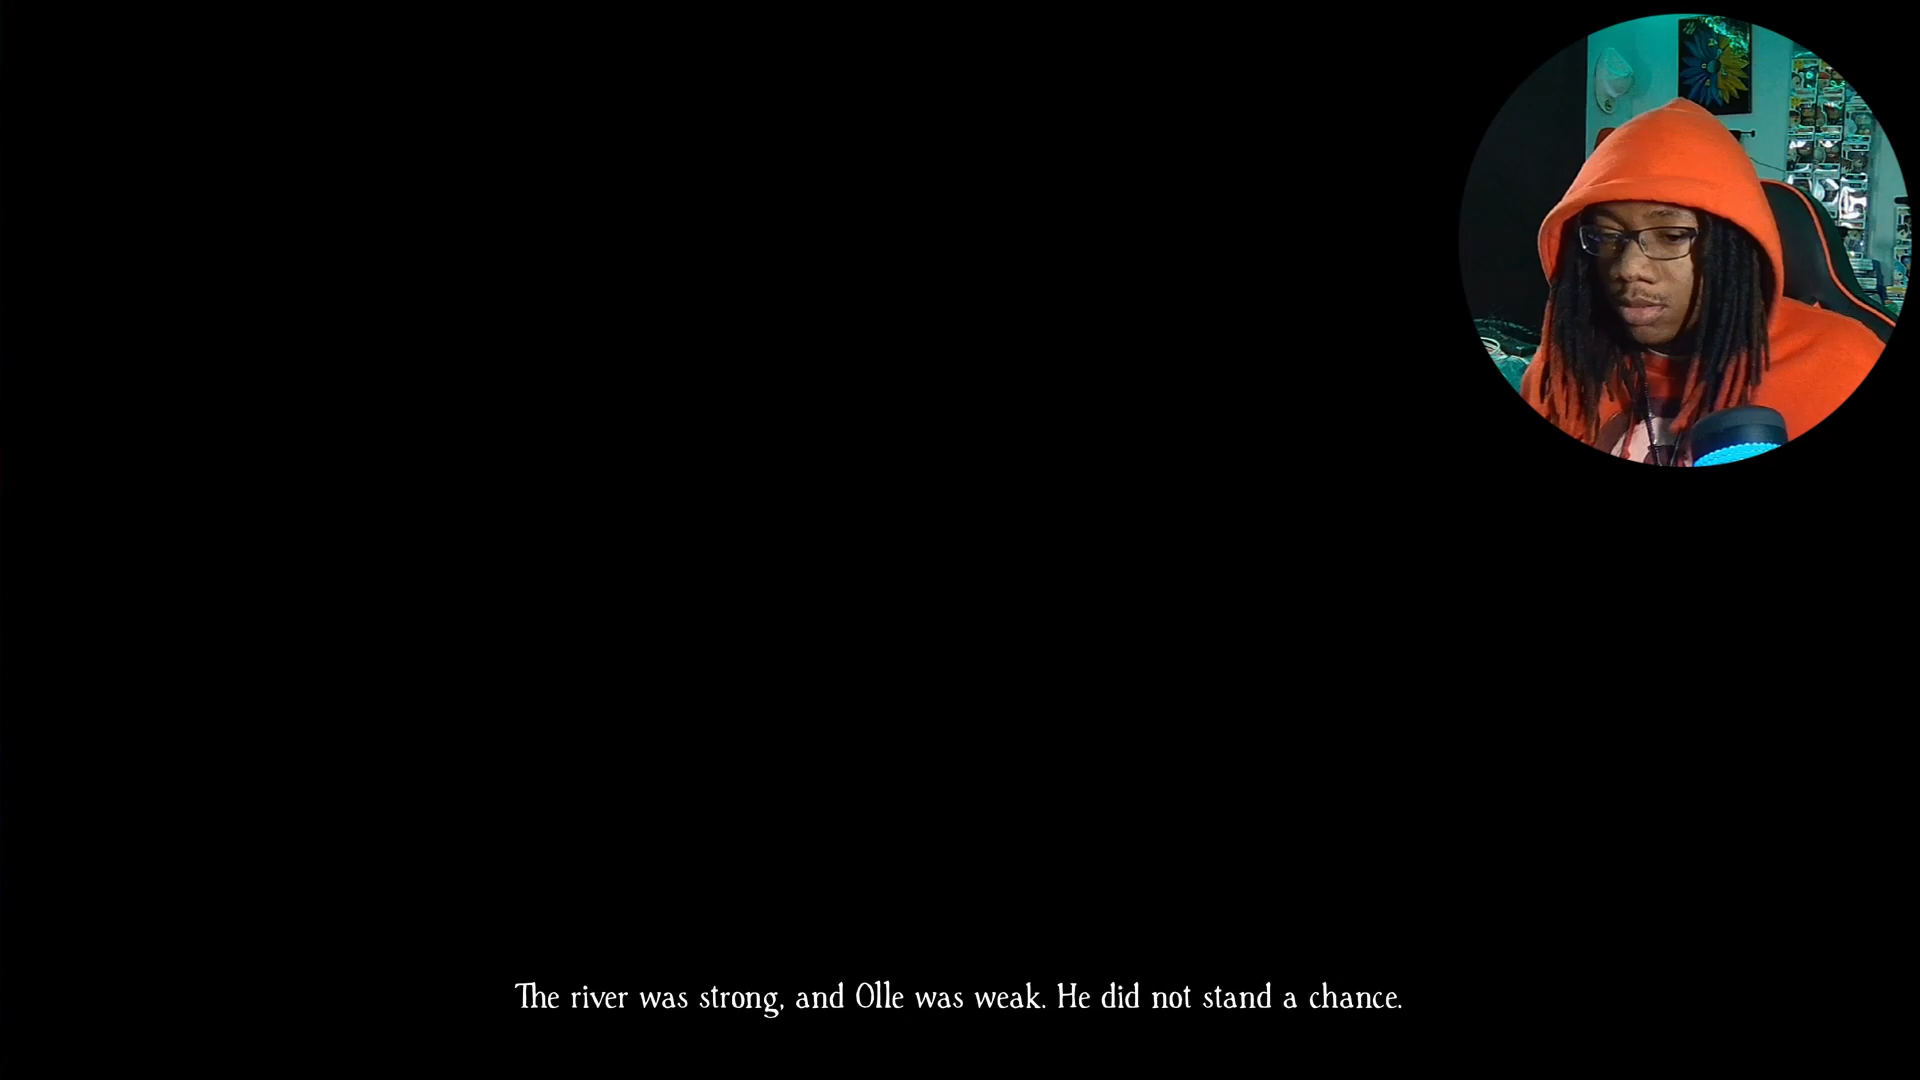 The river was strong, and Olle was weak. He did not stand a chance.